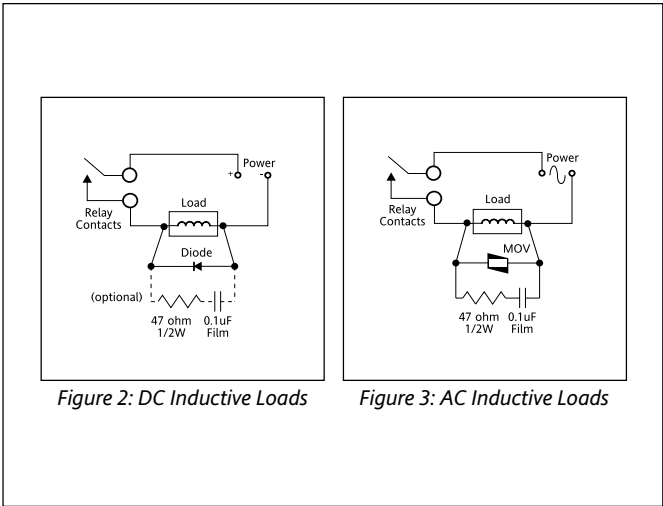 Power
+ -
Load
Relay
Contacts
Diode
(optional)
47 ohm 0.1uF
1/2W Film
Figure 2: DC Inductive Loads
Power
Load
Relay
Contacts
MOV
47 ohm 0.1uF
1/2W Film
Figure 3: AC Inductive Loads